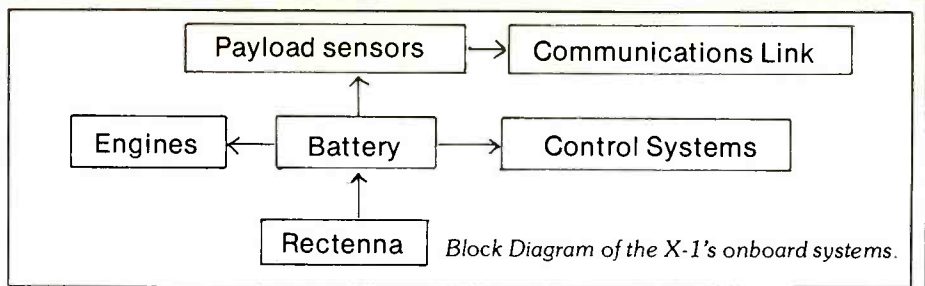 Payload sensors
Communications Link
Engines
Battery
Control Systems
Rectenna
Block Diagram of the X-1's onboard systems.